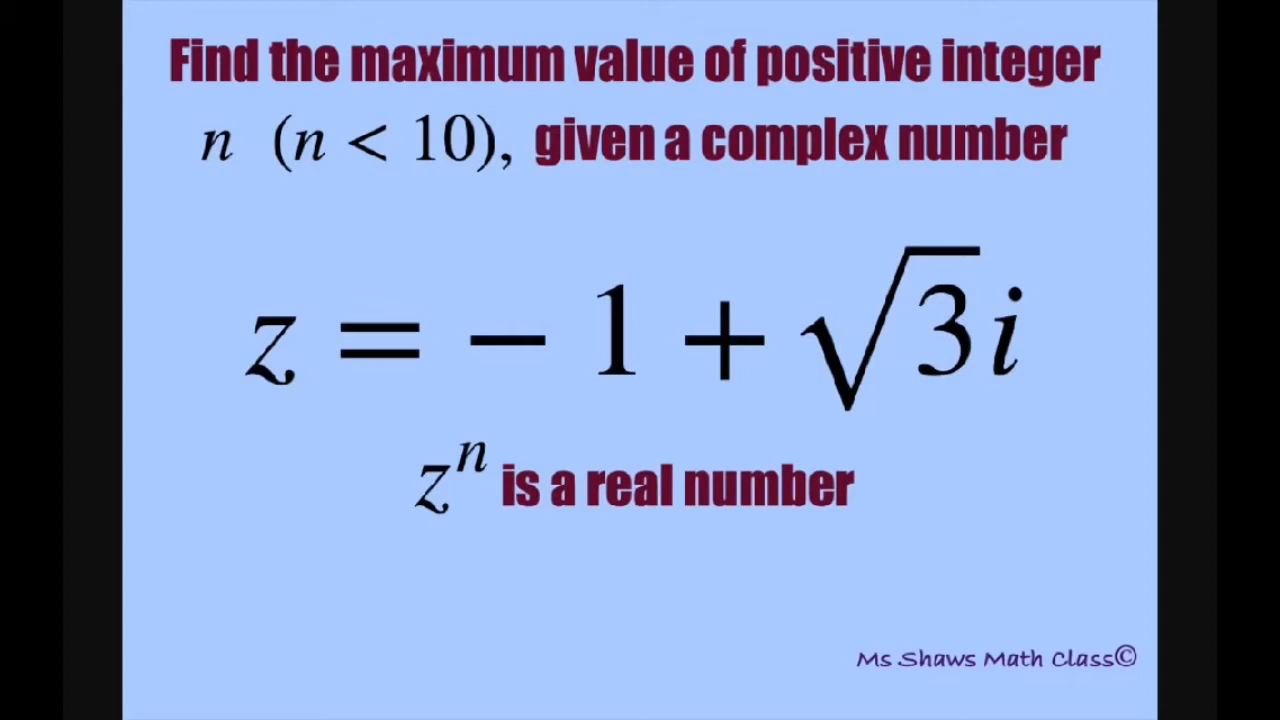 Find the maximum value of positive integer
n (n < 10), given a complex number
z = − 1 + √3i
zⁿ is a real number
Ms Shaws Math Class©